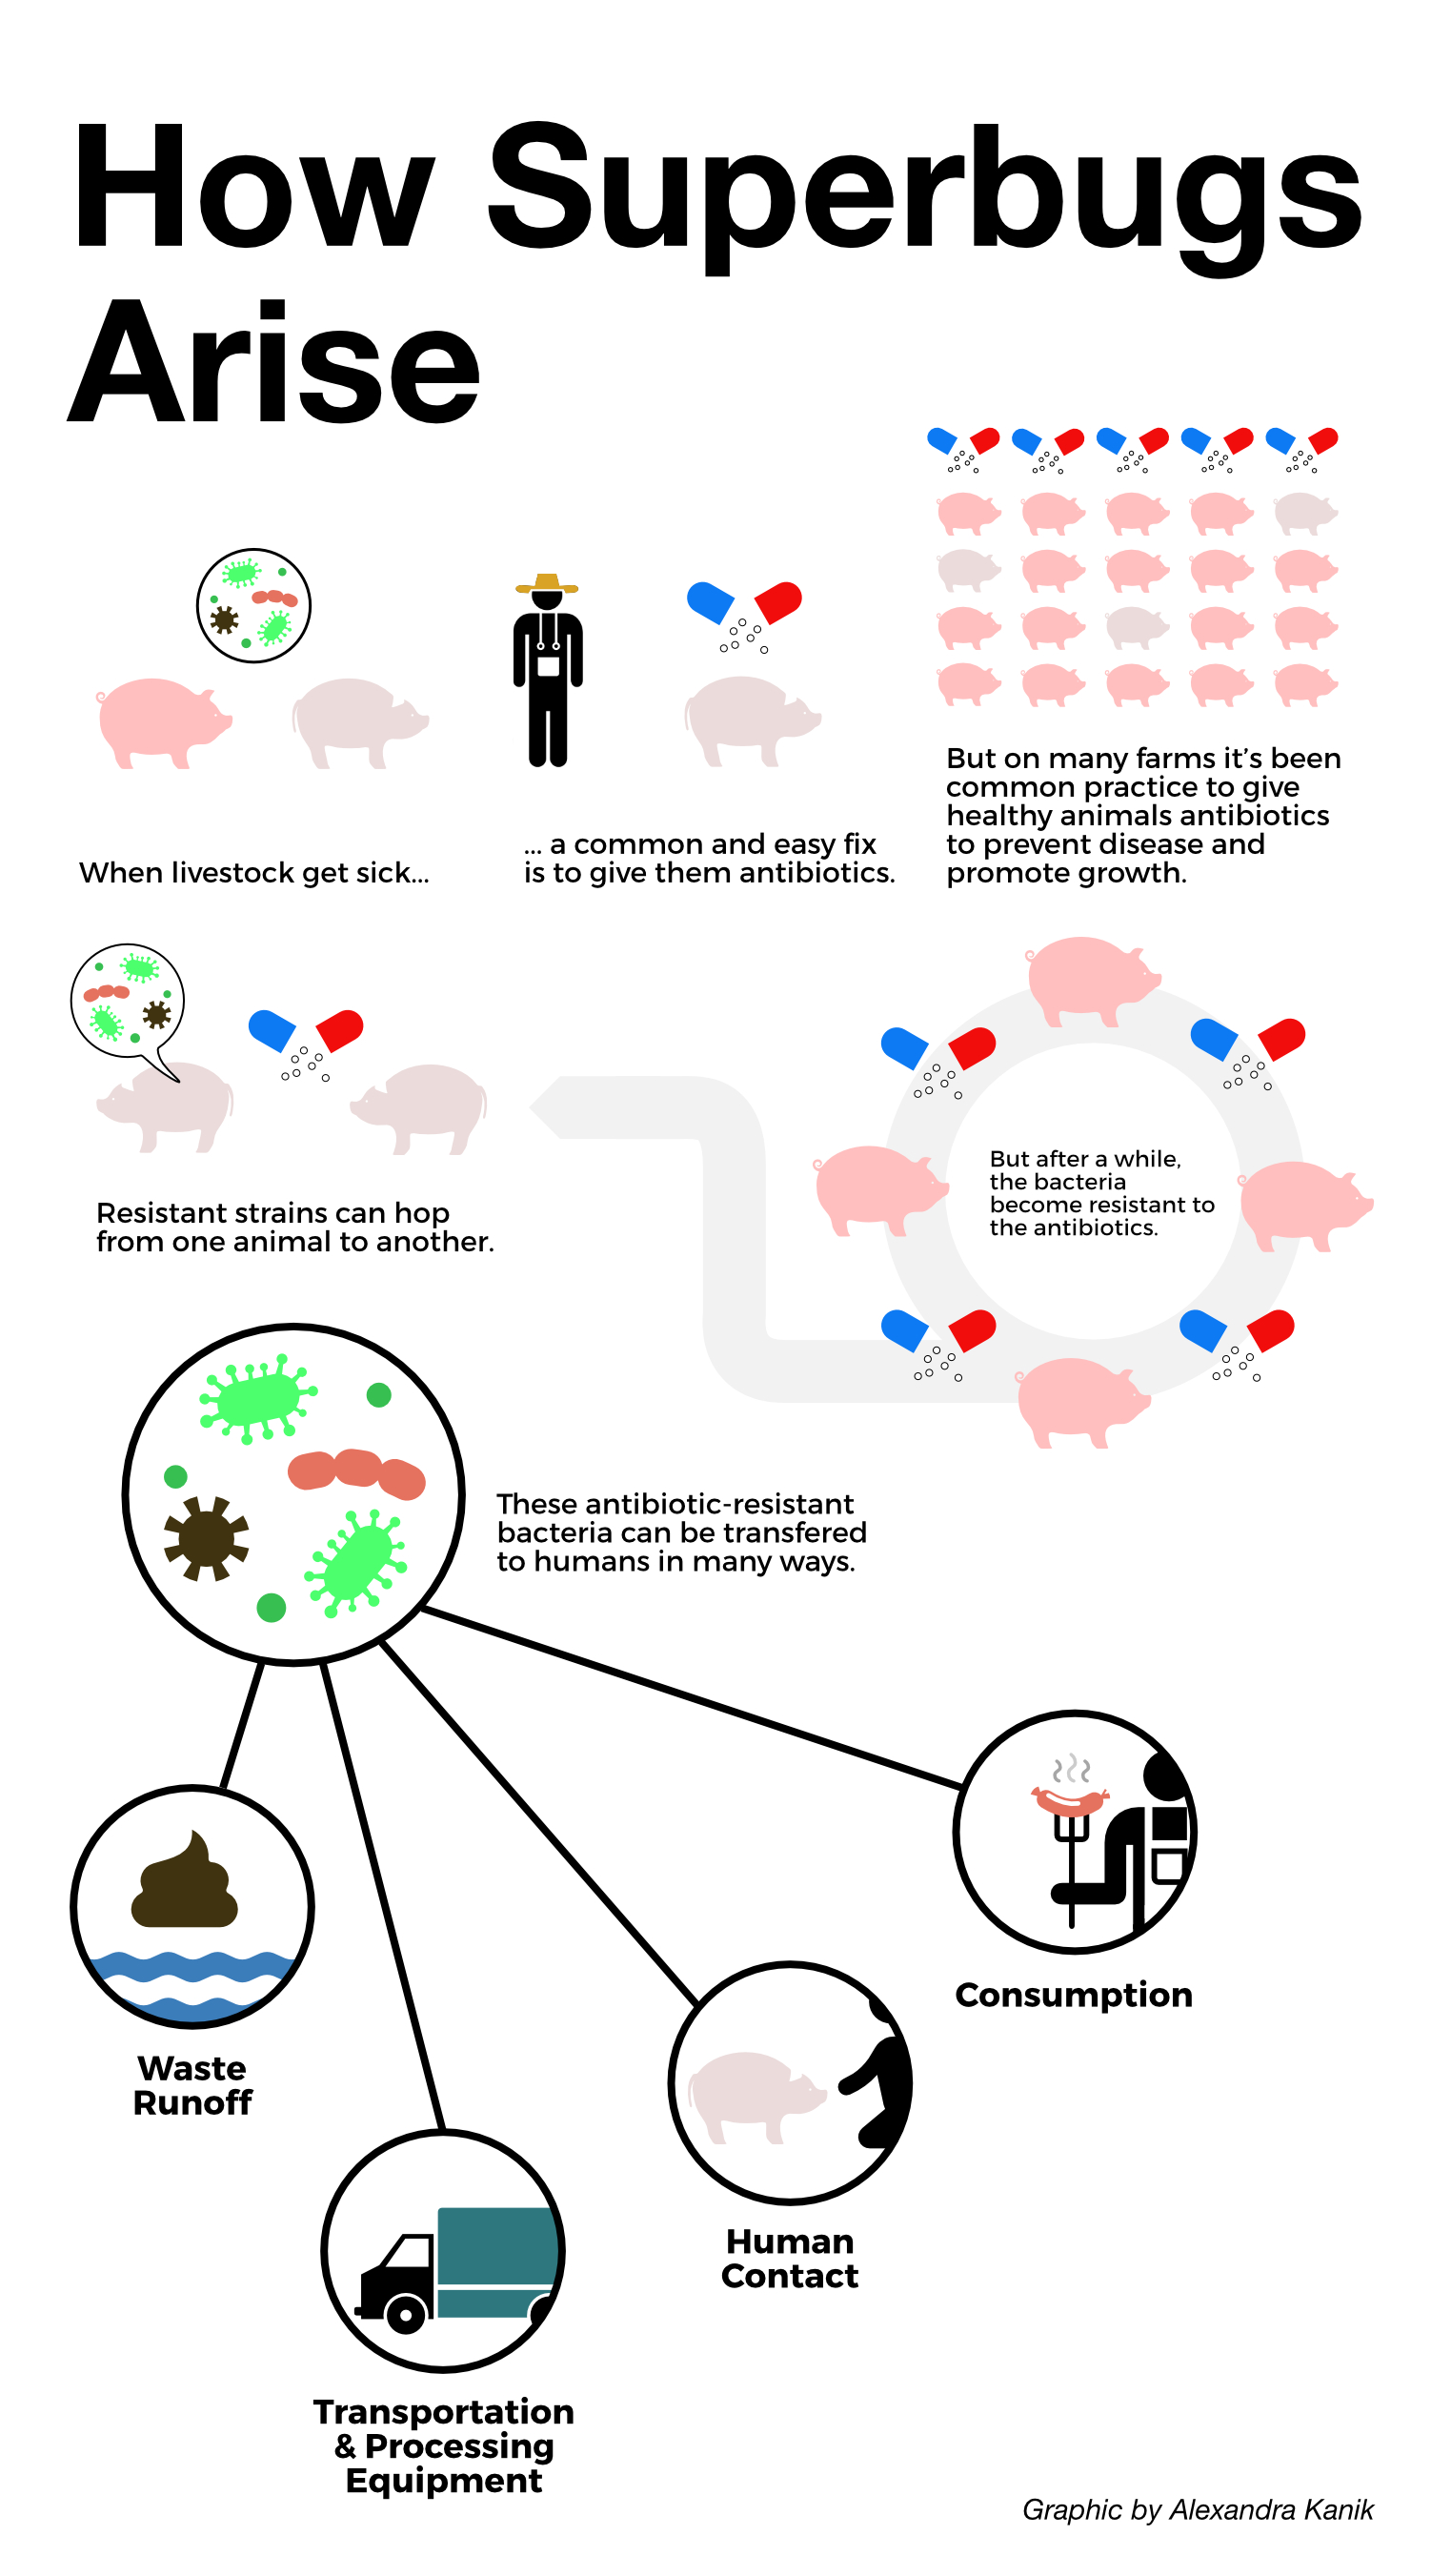 How Superbugs
Arise
When livestock get sick...
... a common and easy fix
is to give them antibiotics.
But on many farms it's been
common practice to give
healthy animals antibiotics
to prevent disease and
promote growth.
But after a while,
the bacteria
become resistant to
the antibiotics.
Resistant strains can hop
from one animal to another.
These antibiotic-resistant
bacteria can be transfered
to humans in many ways.
Consumption
Waste
Runoff
Human
Contact
Transportation
& Processing
Equipment
Graphic by Alexandra Kanik